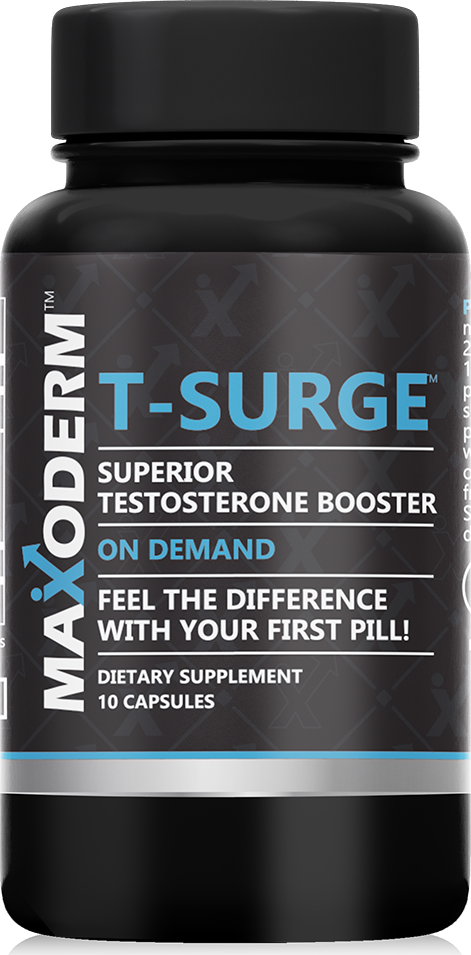 MAXODERM™
T-SURGE™
SUPERIOR
TESTOSTERONE BOOSTER
ON DEMAND
FEEL THE DIFFERENCE
WITH YOUR FIRST PILL!
DIETARY SUPPLEMENT
10 CAPSULES